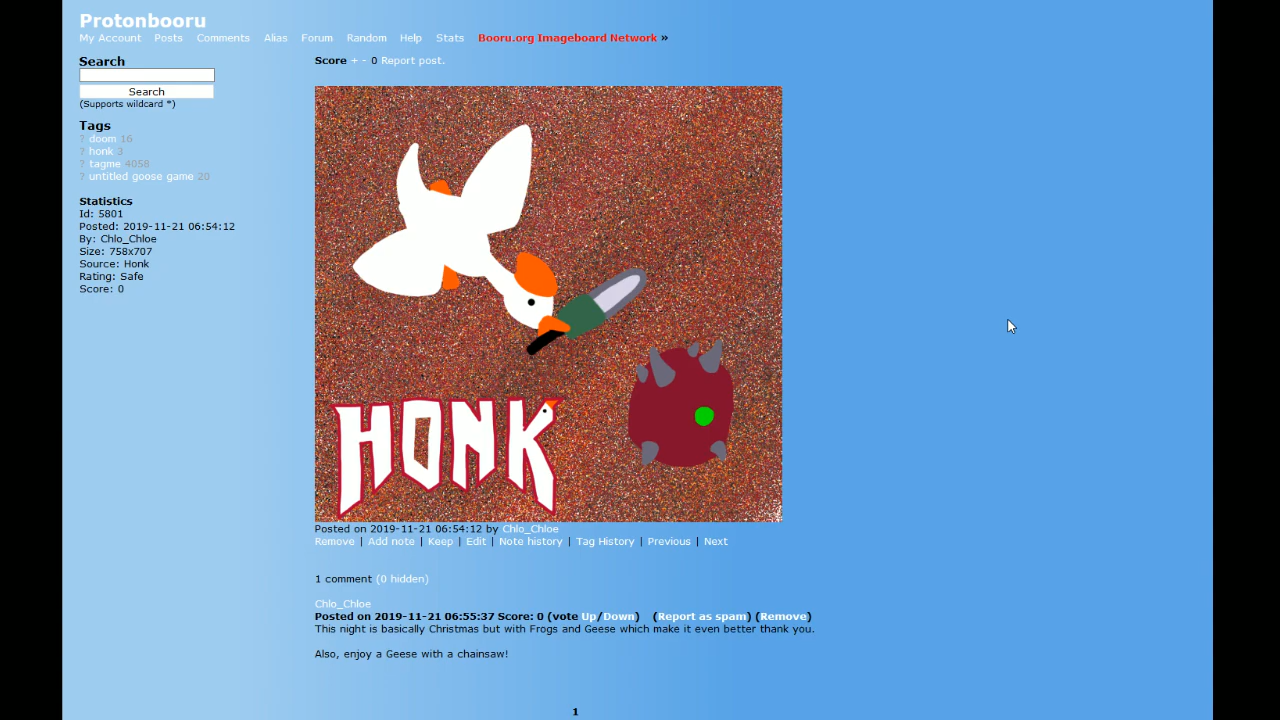 Protonbooru
My Account Posts Comments Alias Forum Random Help Stats Booru.org Imageboard Network »
Search
Search
(Supports wildcard *)
Tags
? doom 16
? honk 3
? tagme 4058
? untitled goose game 20
Statistics
Id: 5801
Posted: 2019-11-21 06:54:12
By: Chlo_Chloe
Size: 758x707
Source: Honk
Rating: Safe
Score: 0
Score + - 0 Report post.
HONK
Posted on 2019-11-21 06:54:12 by Chlo_Chloe
Remove | Add note | Keep | Edit | Note history | Tag History | Previous | Next
1 comment (0 hidden)
Chlo_Chloe
Posted on 2019-11-21 06:55:37 Score: 0 (vote Up/Down) (Report as spam) (Remove)
This night is basically Christmas but with Frogs and Geese which make it even better thank you.
Also, enjoy a Geese with a chainsaw!
1